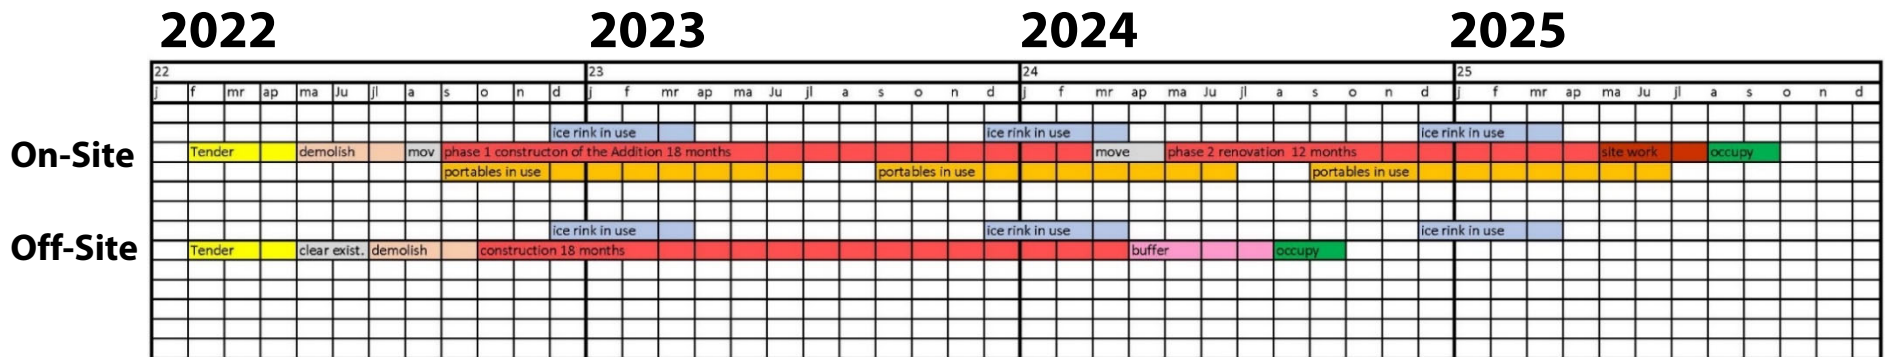 2022 2023 2024 2025
22 23 24 25
j f mr ap ma Ju jl a s o n d j f mr ap ma Ju jl a s o n d j f mr ap ma Ju jl a s o n d j f mr ap ma Ju jl a s o n d
ice rink in use ice rink in use ice rink in use
On-Site Tender demolish mov phase 1 constructon of the Addition 18 months move phase 2 renovation 12 months site work occupy
portables in use portables in use portables in use
ice rink in use ice rink in use ice rink in use
Off-Site Tender clear exist. demolish construction 18 months buffer occupy